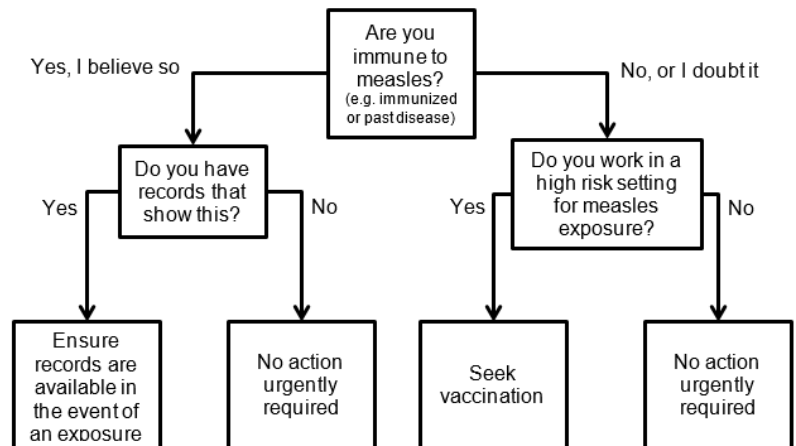 Are you
immune to
measles?
(e.g. immunized
or past disease)
Yes, I believe so
No, or I doubt it
Do you have
records that
show this?
Do you work in a
high risk setting
for measles
exposure?
Yes
No
Yes
No
Ensure
records are
available in
the event of
an exposure
No action
urgently
required
Seek
vaccination
No action
urgently
required